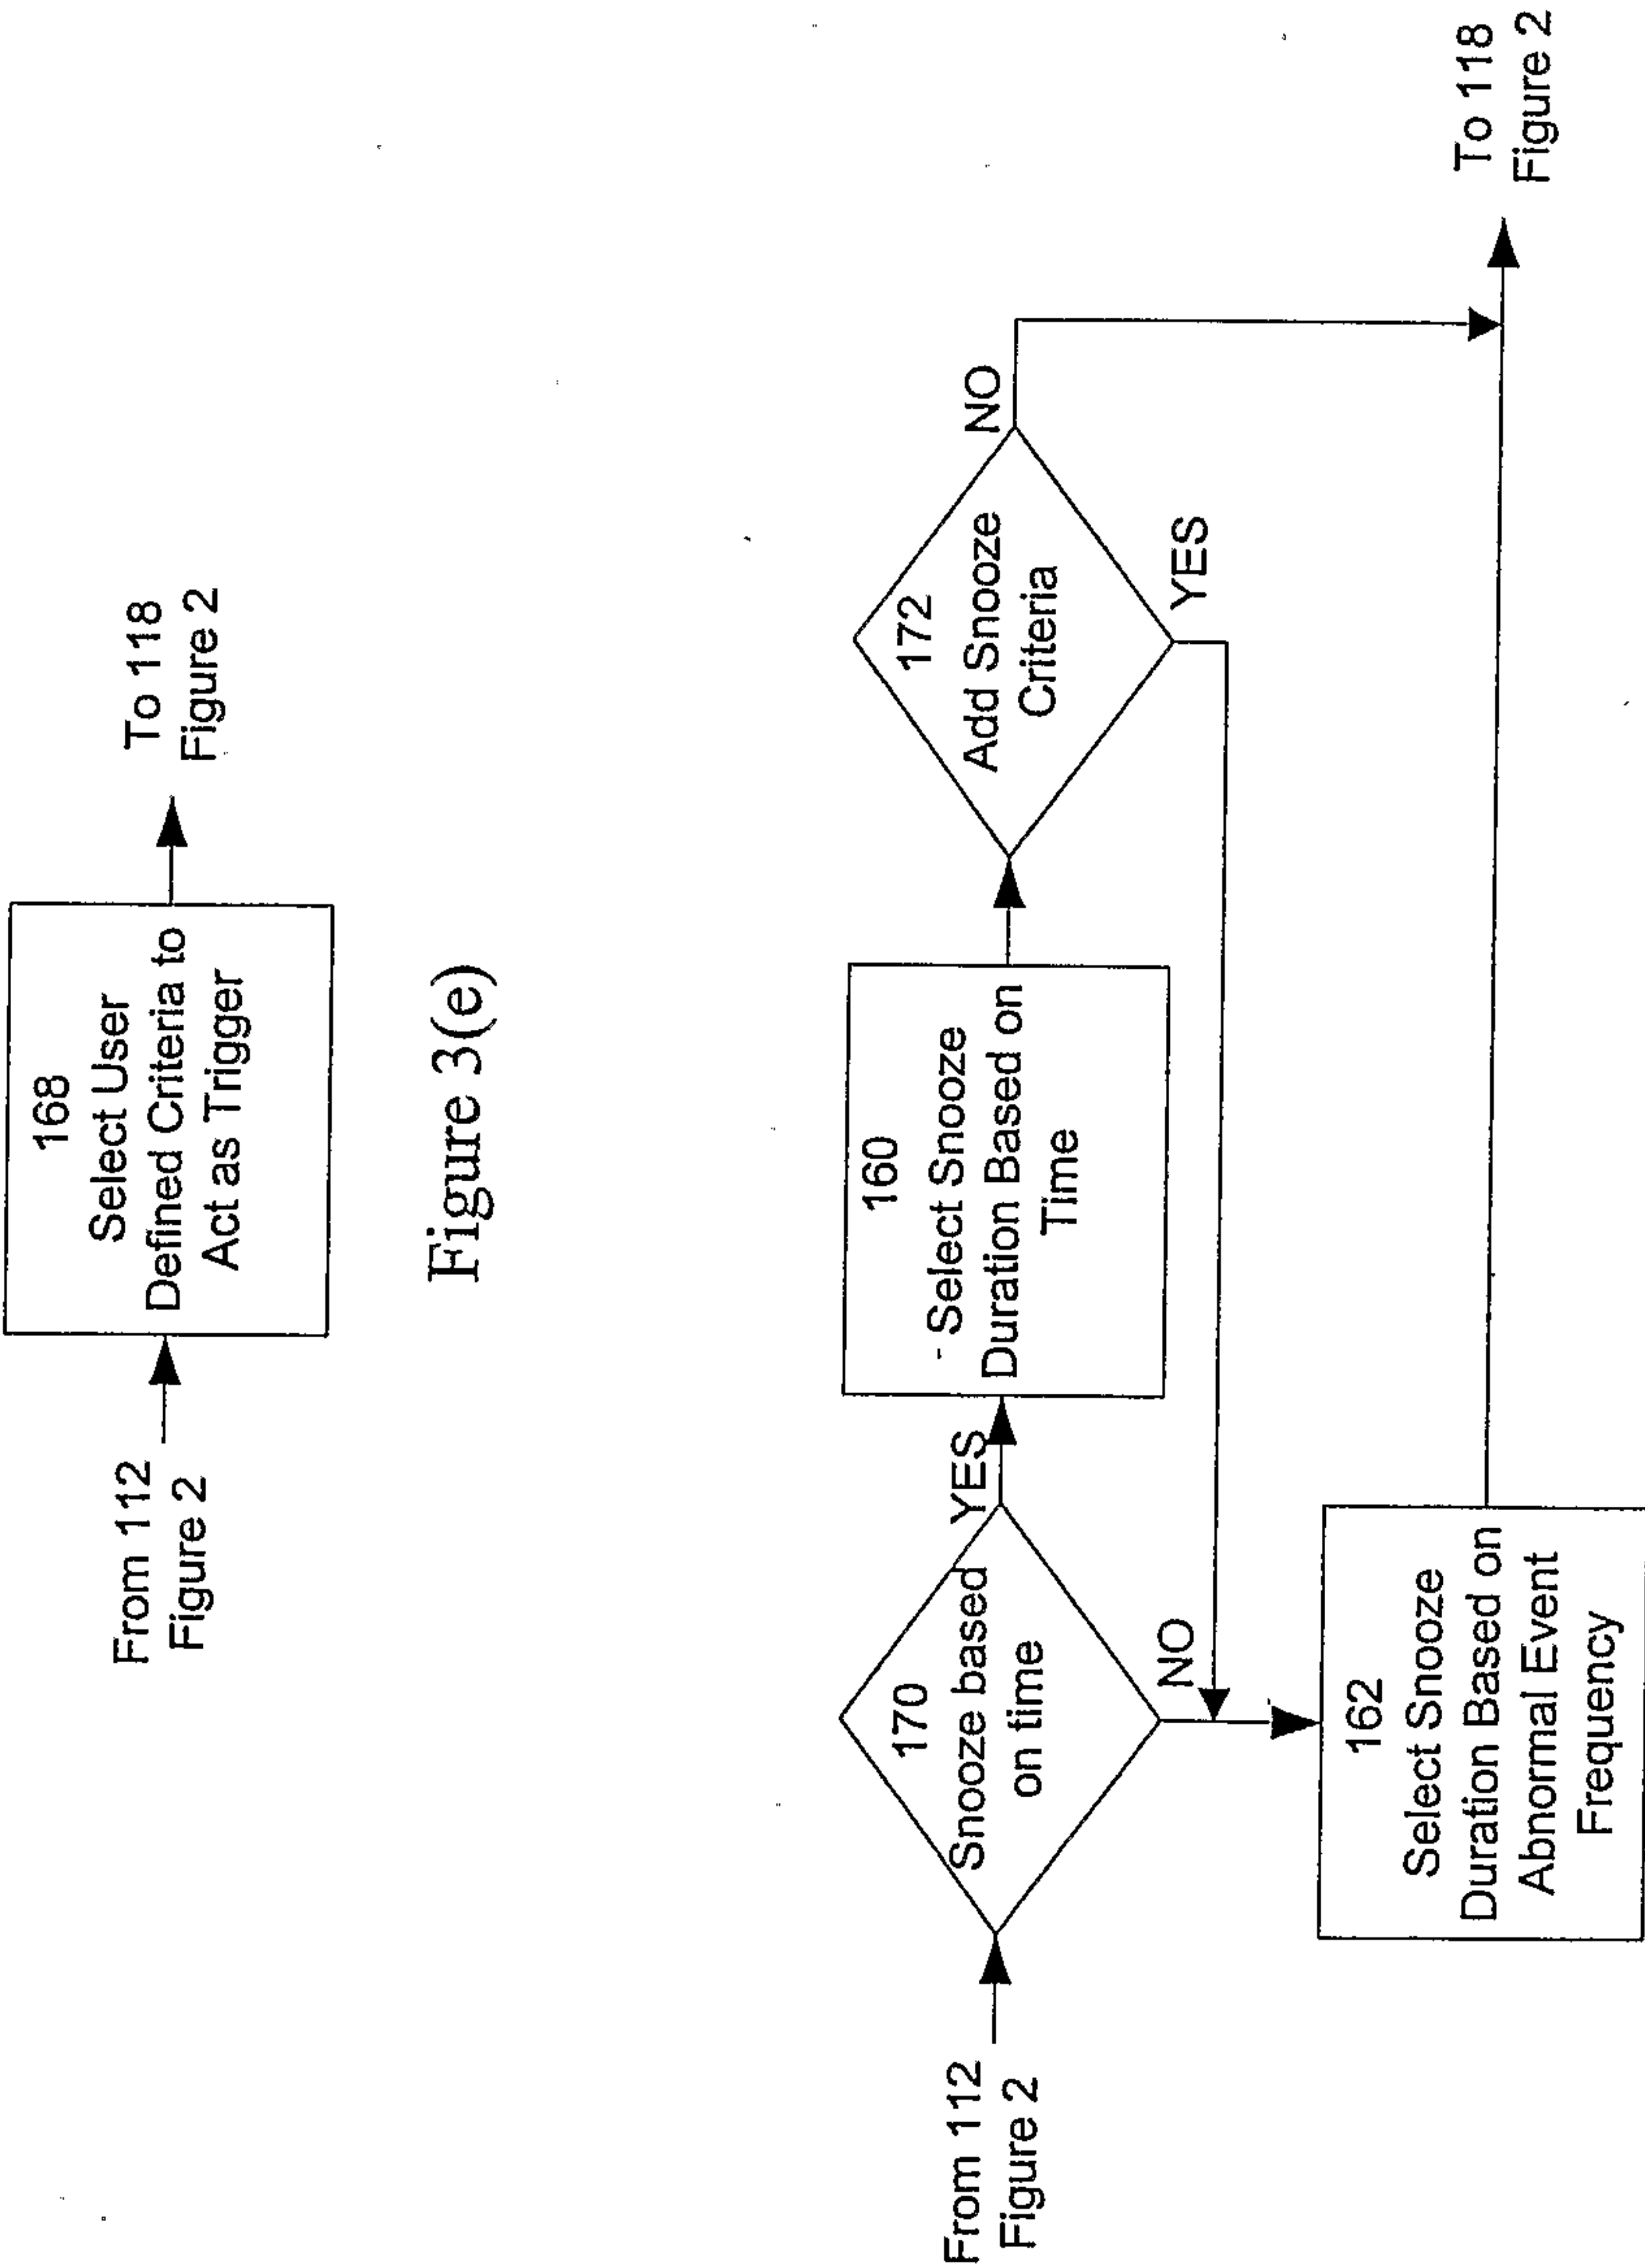 From 112
Figure 2
168
Select User
Defined Criteria to
Act as Trigger
To 118
Figure 2
Figure 3(e)
From 112
Figure 2
170
Snooze based
on time
YES
NO
160
Select Snooze
Duration Based on
Time
172
Add Snooze
Criteria
NO
YES
162
Select Snooze
Duration Based on
Abnormal Event
Frequency
To 118
Figure 2